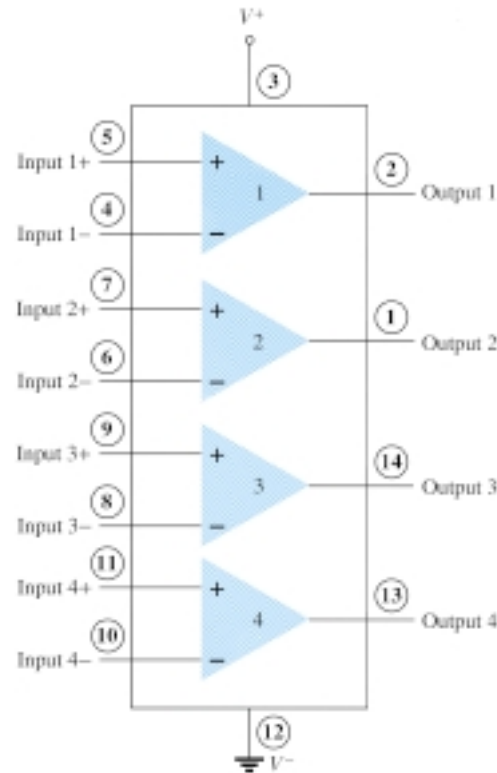 V+
3
5
Input 1+
+
2
1
Output 1
4
Input 1−
−
7
Input 2+
+
1
2
Output 2
6
Input 2−
−
9
Input 3+
+
14
3
Output 3
8
Input 3−
−
11
Input 4+
+
13
4
Output 4
10
Input 4−
−
12
V−